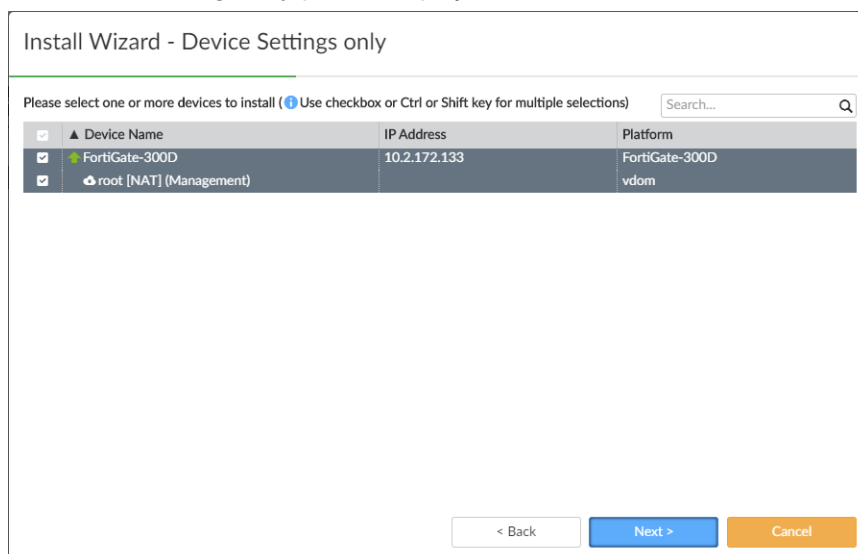 Install Wizard - Device Settings only
Please select one or more devices to install ( Use checkbox or Ctrl or Shift key for multiple selections) Search...
▲ Device Name IP Address Platform
FortiGate-300D 10.2.172.133 FortiGate-300D
root [NAT] (Management) vdom
< Back Next > Cancel